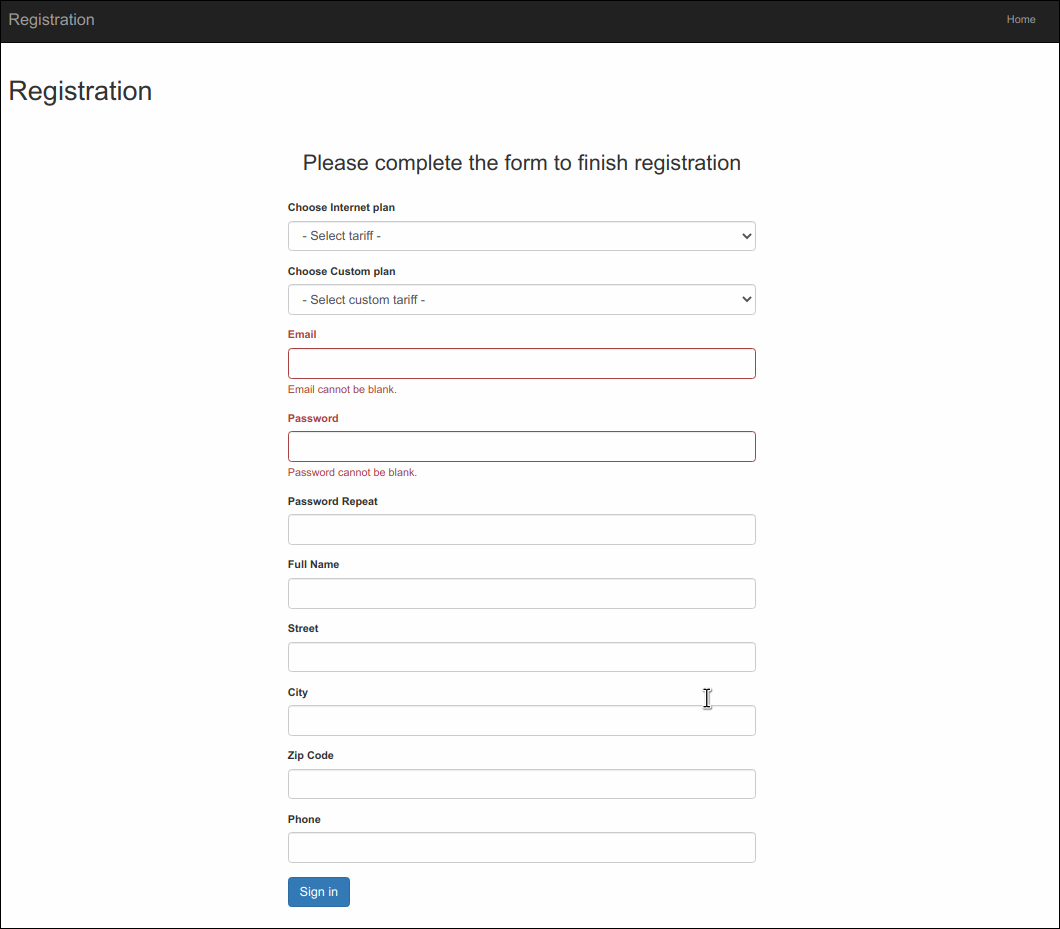 Registration
Home
Registration
Please complete the form to finish registration
Choose Internet plan
- Select tariff -
Choose Custom plan
- Select custom tariff -
Email
Email cannot be blank.
Password
Password cannot be blank.
Password Repeat
Full Name
Street
City
Zip Code
Phone
Sign in